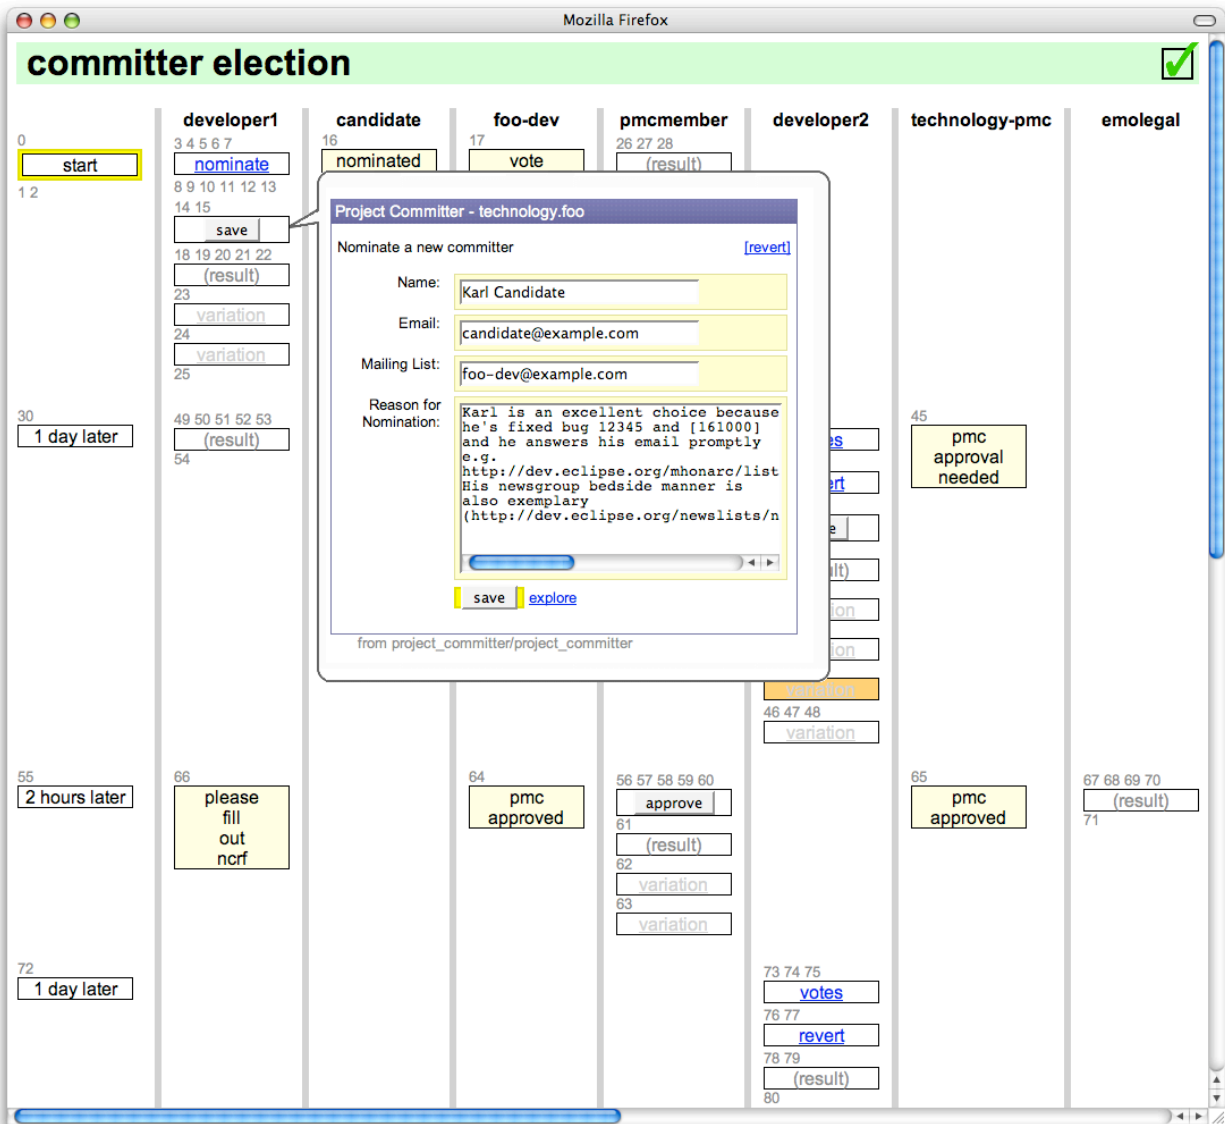 Mozilla Firefox
committer election
developer1 candidate foo-dev pmcmember developer2 technology-pmc emolegal
0 3 4 5 6 7 16 17 26 27 28
start nominate nominated vote (result)
1 2 8 9 10 11 12 13
14 15
save
18 19 20 21 22
(result)
23
variation
24
variation
25
Project Committer - technology.foo
Nominate a new committer [revert]
Name: Karl Candidate
Email: candidate@example.com
Mailing List: foo-dev@example.com
Reason for
Nomination:
Karl is an excellent choice because
he's fixed bug 12345 and [161000]
and he answers his email promptly
e.g.
http://dev.eclipse.org/mhonarc/list
His newsgroup bedside manner is
also exemplary
(http://dev.eclipse.org/newslists/n
save explore
from project_committer/project_committer
30 49 50 51 52 53 45
1 day later (result) pmc
approval
needed
54
variation
46 47 48
variation
55 66 64 56 57 58 59 60 65 67 68 69 70
2 hours later please pmc approve pmc (result)
fill approved approved 71
out
ncrf
61
(result)
62
variation
63
variation
72 73 74 75
1 day later votes
76 77
revert
78 79
(result)
80